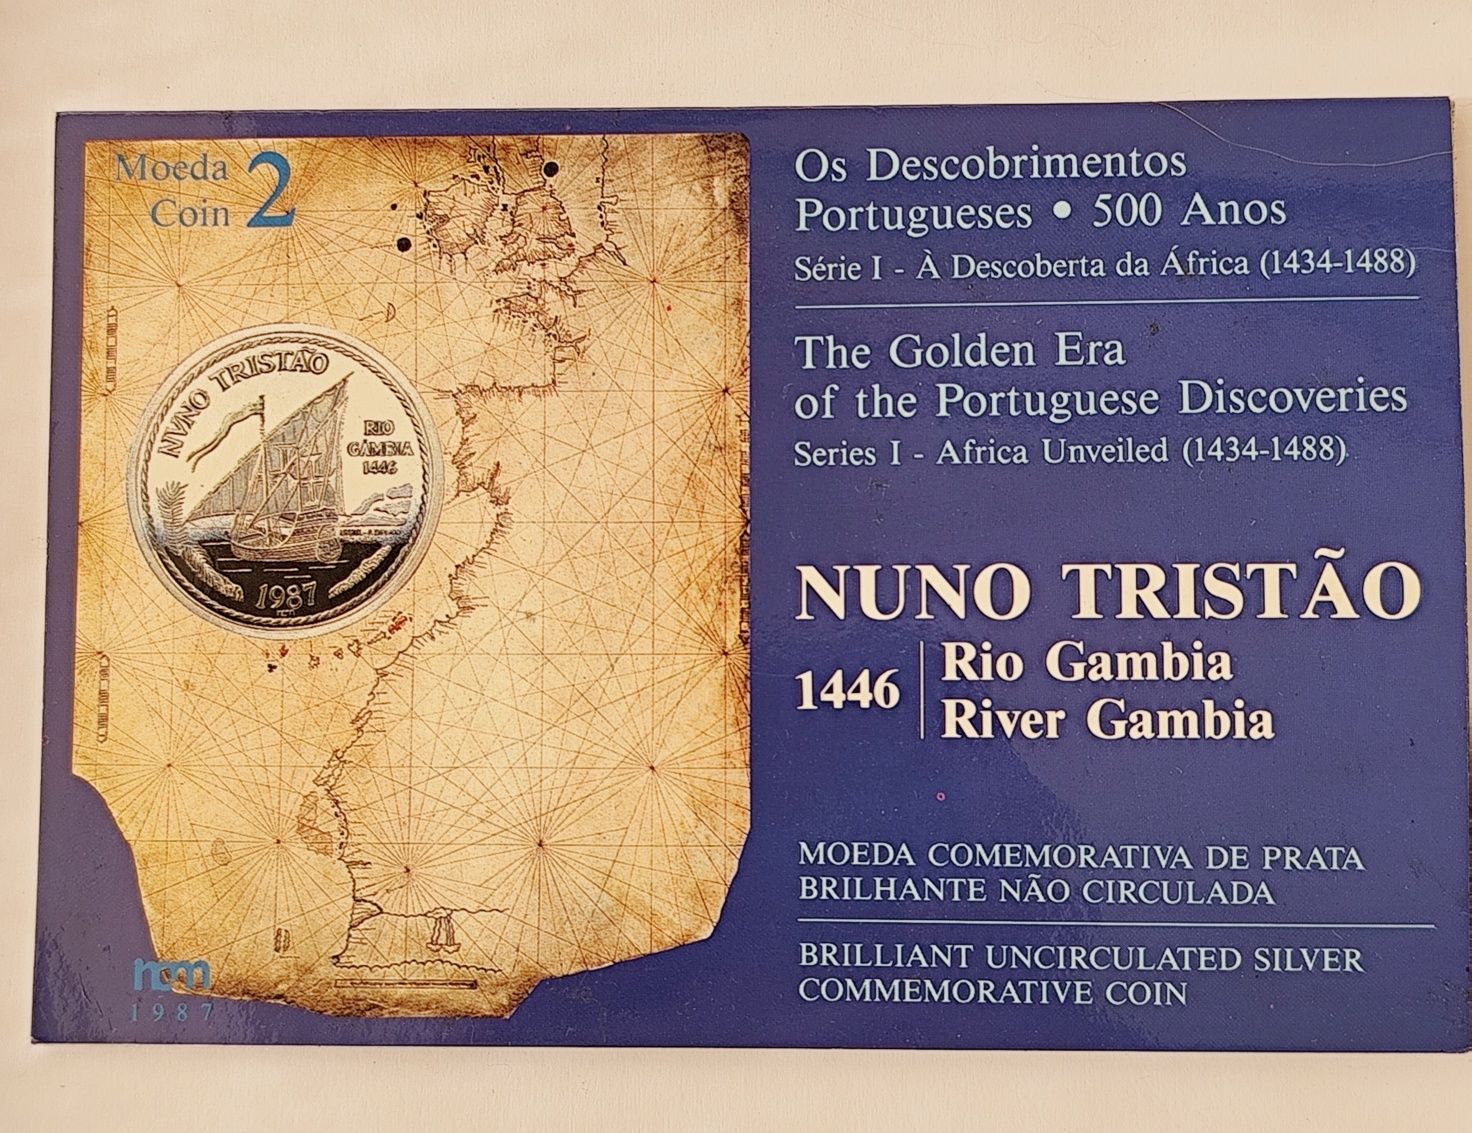 Moeda
Coin 2
NVNO TRISTÃO
RIO
GÂMBIA
1446
1987
incm
1987
Os Descobrimentos
Portugueses • 500 Anos
Série I - À Descoberta da África (1434-1488)
The Golden Era
of the Portuguese Discoveries
Series I - Africa Unveiled (1434-1488)
NUNO TRISTÃO
1446
Rio Gambia
River Gambia
MOEDA COMEMORATIVA DE PRATA
BRILHANTE NÃO CIRCULADA
BRILLIANT UNCIRCULATED SILVER
COMMEMORATIVE COIN